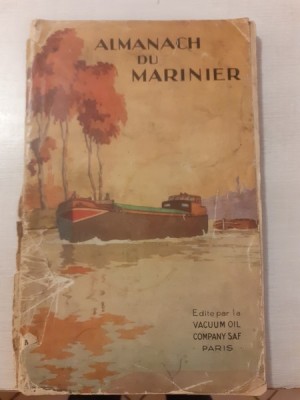 ALMANACH
DU
MARINIER
Edité par la
VACUUM OIL
COMPANY SAF
PARIS